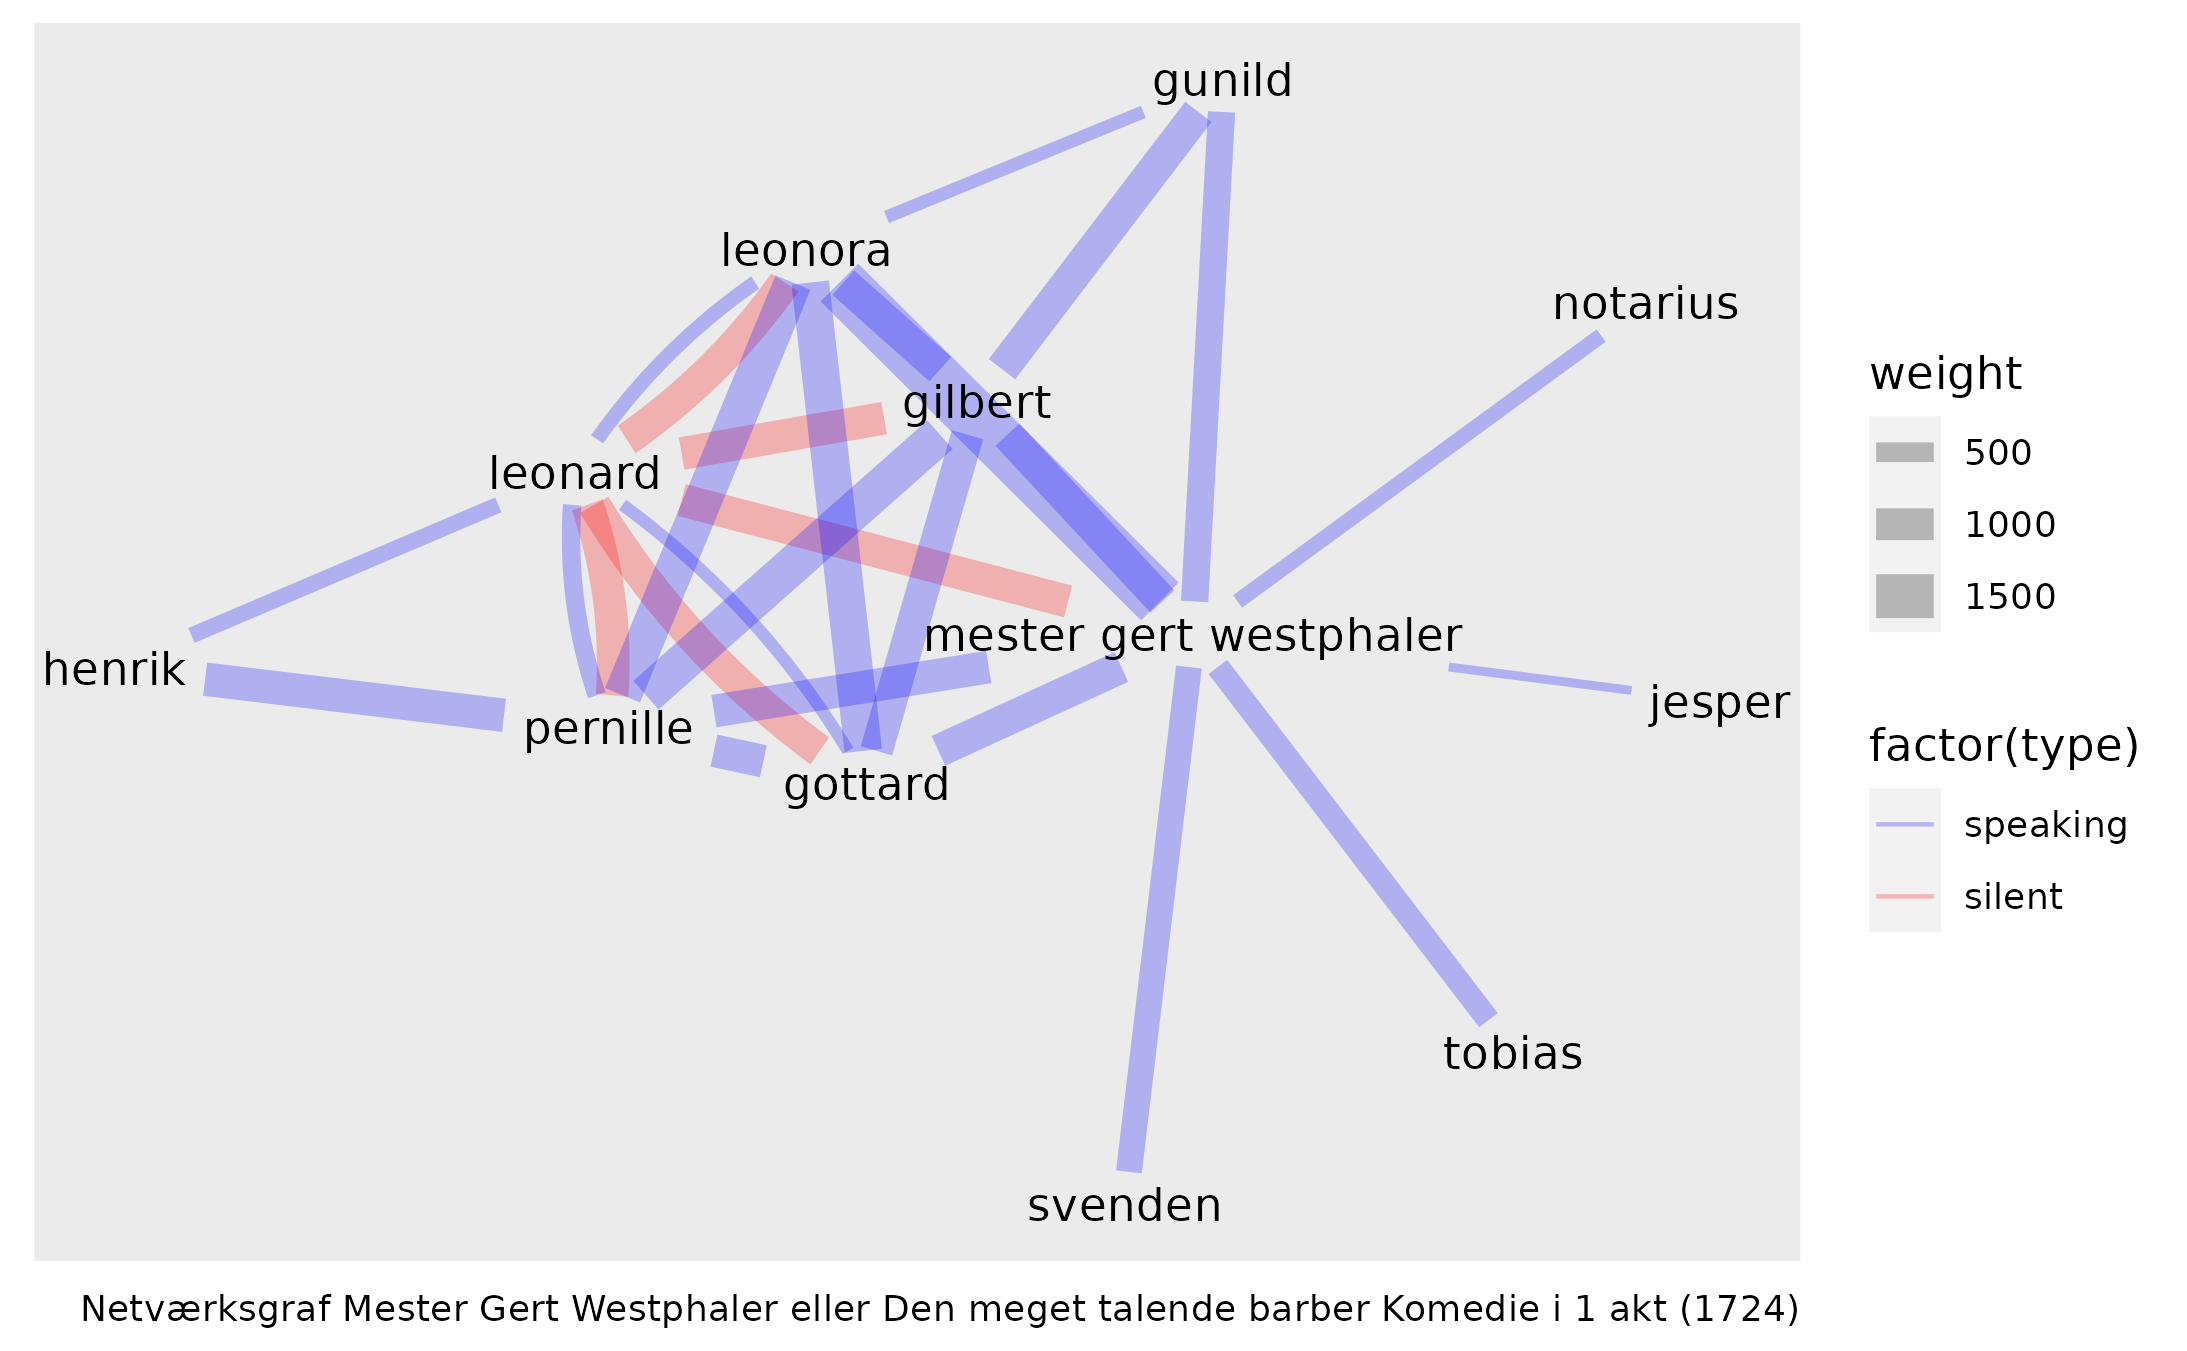 gunild
leonora
notarius
gilbert
leonard
mester gert westphaler
henrik
jesper
pernille
gottard
tobias
svenden
weight
500
1000
1500
factor(type)
speaking
silent
Netværksgraf Mester Gert Westphaler eller Den meget talende barber Komedie i 1 akt (1724)